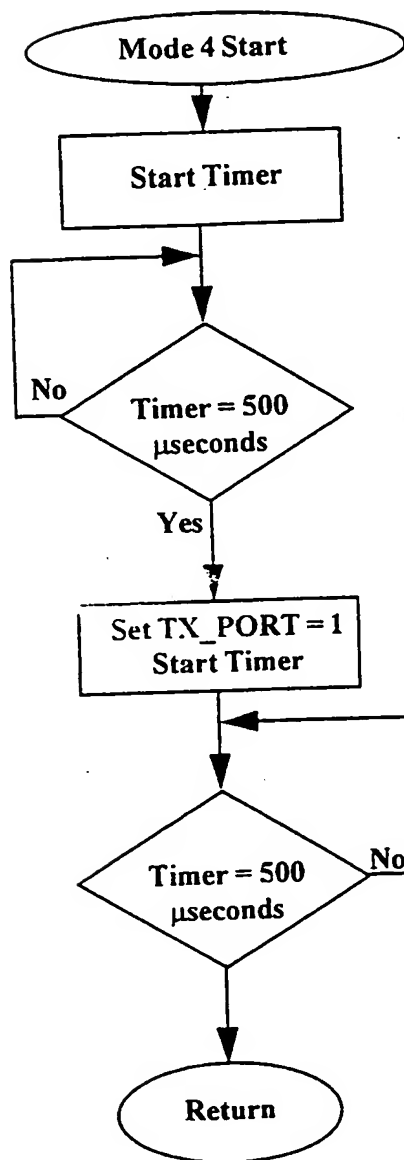 Mode 4 Start
Start Timer
No
Timer = 500
μseconds
Yes
Set TX_PORT = 1
Start Timer
No
Timer = 500
μseconds
Return